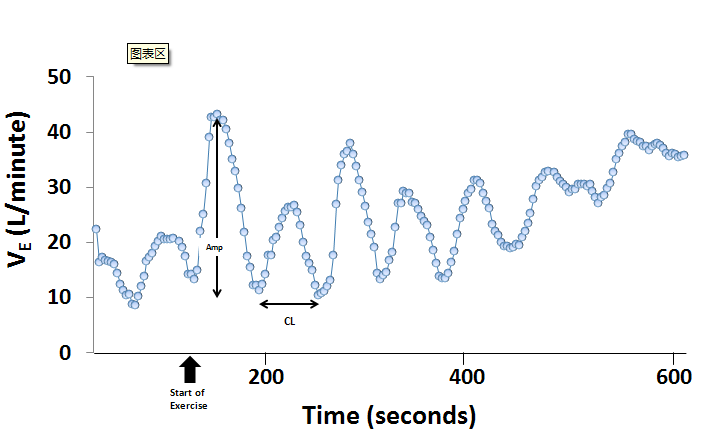 图表区
50
40
30
20
10
0
V_E (L/minute)
Amp
CL
200
400
600
Start of
Exercise
Time (seconds)